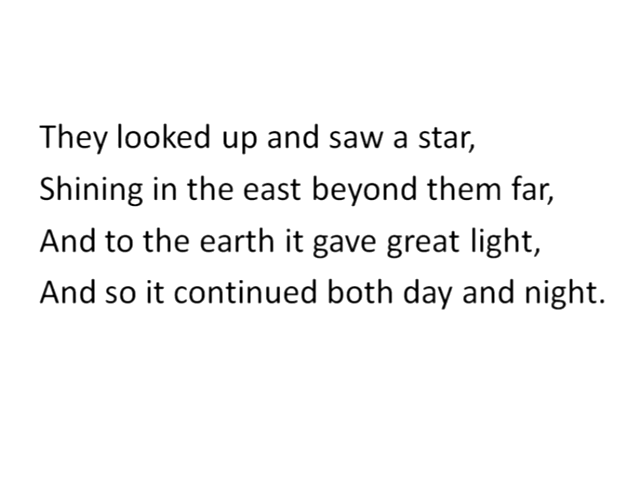 They looked up and saw a star,
Shining in the east beyond them far,
And to the earth it gave great light,
And so it continued both day and night.